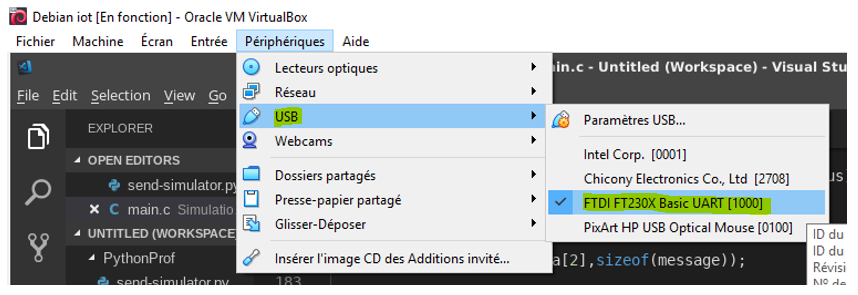 Debian iot [En fonction] - Oracle VM VirtualBox
Fichier Machine Écran Entrée Périphériques Aide
main.c - Untitled (Workspace) - Visual Stu
File Edit Selection View Go
Lecteurs optiques
Réseau
USB
Webcams
Dossiers partagés
Presse-papier partagé
Glisser-Déposer
Insérer l'image CD des Additions invité...
Paramètres USB...
Intel Corp. [0001]
Chicony Electronics Co., Ltd [2708]
FTDI FT230X Basic UART [1000]
PixArt HP USB Optical Mouse [0100]
EXPLORER
OPEN EDITORS
send-simulator.py
main.c Simulatio
UNTITLED (WORKSPACE)
PythonProf
send-simulator.py
183
a[2],sizeof(message));
ID du
ID du
Révisi
N° de